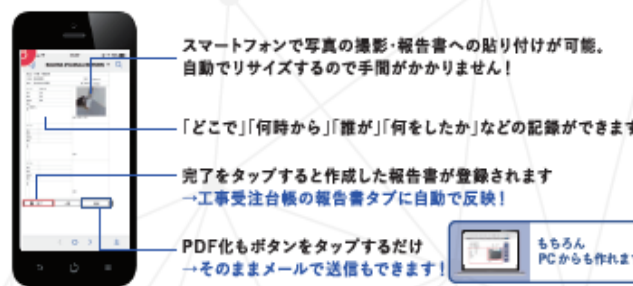 スマートフォンで写真の撮影・報告書への貼り付けが可能。
自動でリサイズするので手間がかかりません！
「どこで」「何時から」「誰が」「何をしたか」などの記録ができます
完了をタップすると作成した報告書が登録されます
→工事受注台帳の報告書タブに自動で反映！
PDF化もボタンをタップするだけ
→そのままメールで送信もできます！
もちろん
PCからも作れます